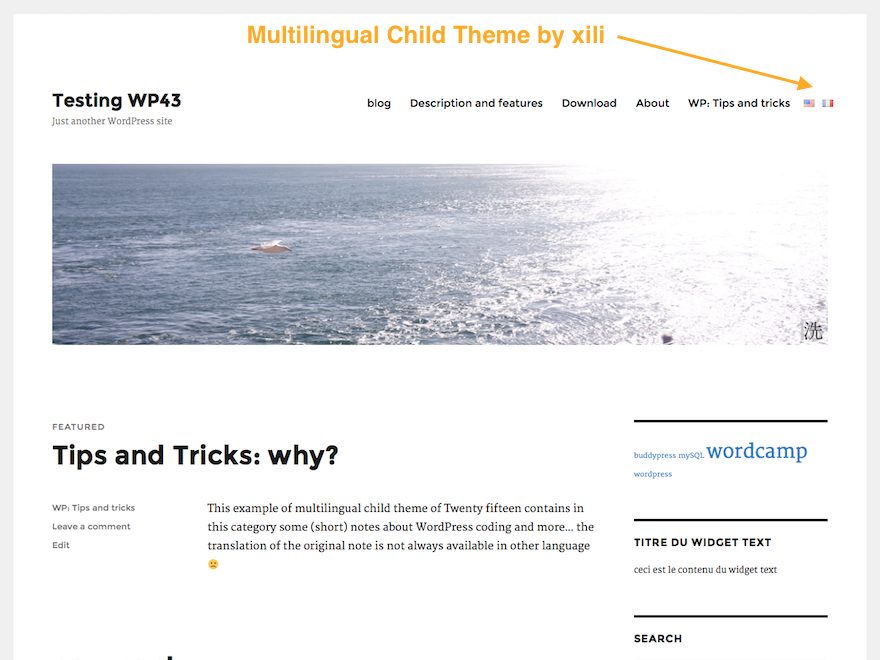 Multilingual Child Theme by xili
Testing WP43
Just another WordPress site
blog Description and features Download About WP: Tips and tricks
洗
FEATURED
Tips and Tricks: why?
WP: Tips and tricks
Leave a comment
Edit
This example of multilingual child theme of Twenty fifteen contains in
this category some (short) notes about WordPress coding and more... the
translation of the original note is not always available in other language
buddypress mySQL wordcamp
wordpress
TITRE DU WIDGET TEXT
ceci est le contenu du widget text
SEARCH